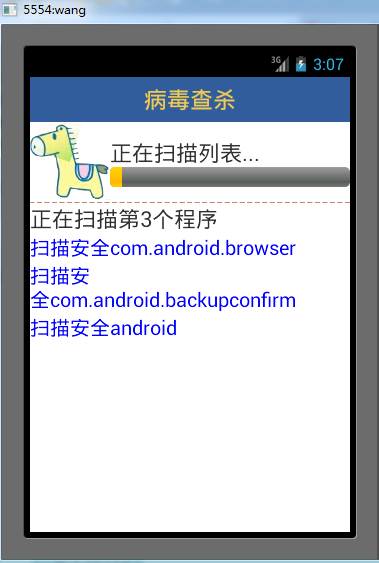 5554:wang
3G 3:07
病毒查杀
正在扫描列表...
正在扫描第3个程序
扫描安全com.android.browser
扫描安
全com.android.backupconfirm
扫描安全android